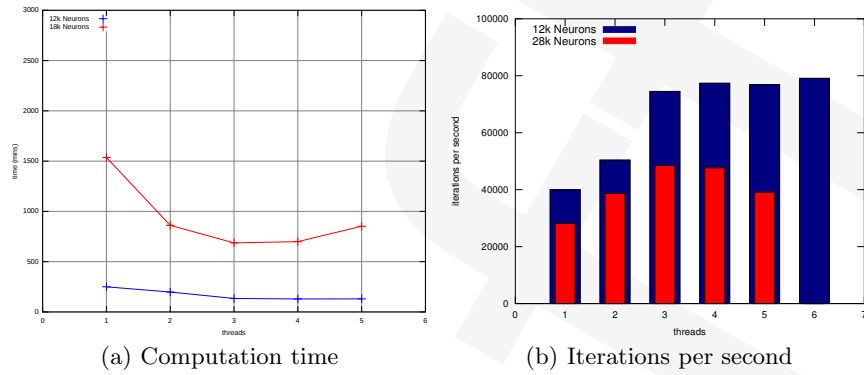 12k Neurons
18k Neurons
3000
2500
2000
1500
1000
500
0
time (mins)
0 1 2 3 4 5 6
threads
(a) Computation time
12k Neurons
28k Neurons
100000
80000
60000
40000
20000
0
iterations per second
0 1 2 3 4 5 6 7
threads
(b) Iterations per second